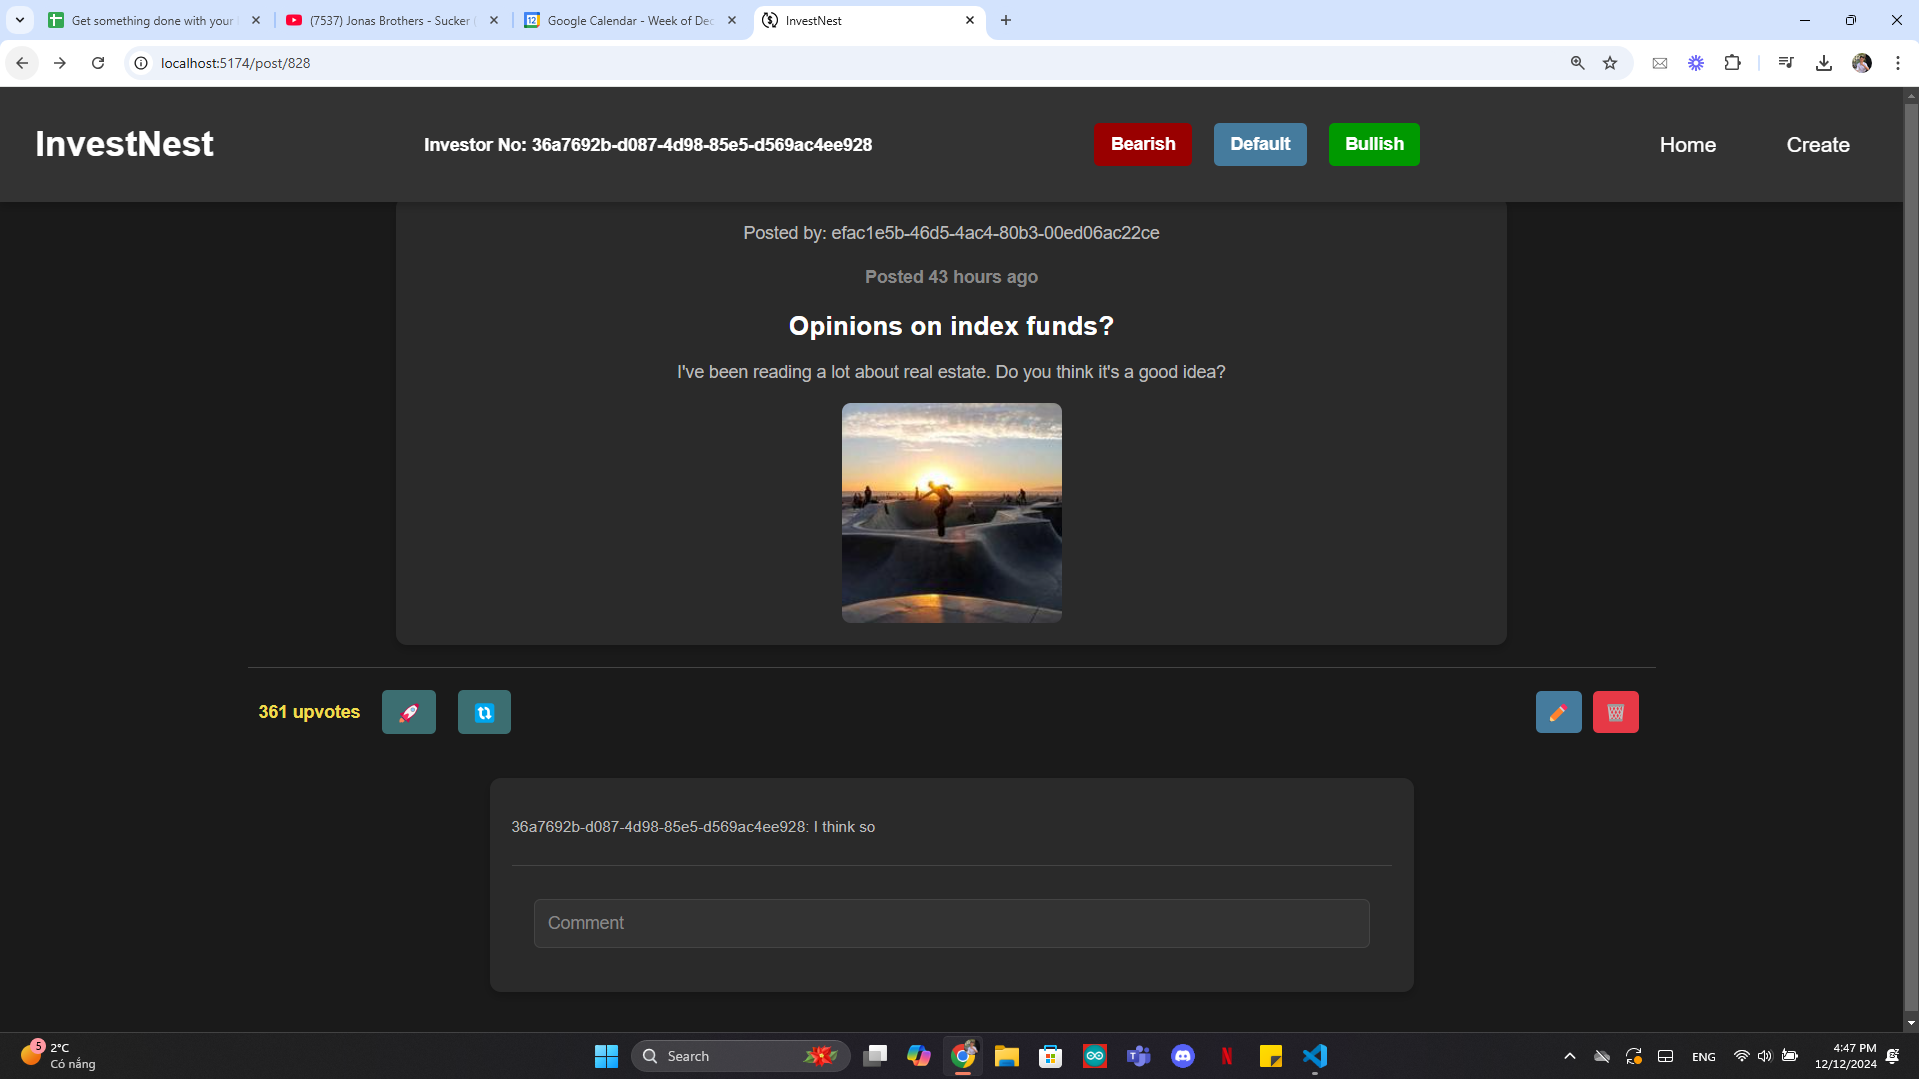 Get something done with your
(7537) Jonas Brothers - Sucker
Google Calendar - Week of Dec
InvestNest
localhost:5174/post/828
InvestNest
Investor No: 36a7692b-d087-4d98-85e5-d569ac4ee928
Bearish
Default
Bullish
Home
Create
Posted by: efac1e5b-46d5-4ac4-80b3-00ed06ac22ce
Posted 43 hours ago
Opinions on index funds?
I've been reading a lot about real estate. Do you think it's a good idea?
361 upvotes
36a7692b-d087-4d98-85e5-d569ac4ee928: I think so
Comment
5
2°C
Có nắng
Search
ENG
4:47 PM
12/12/2024